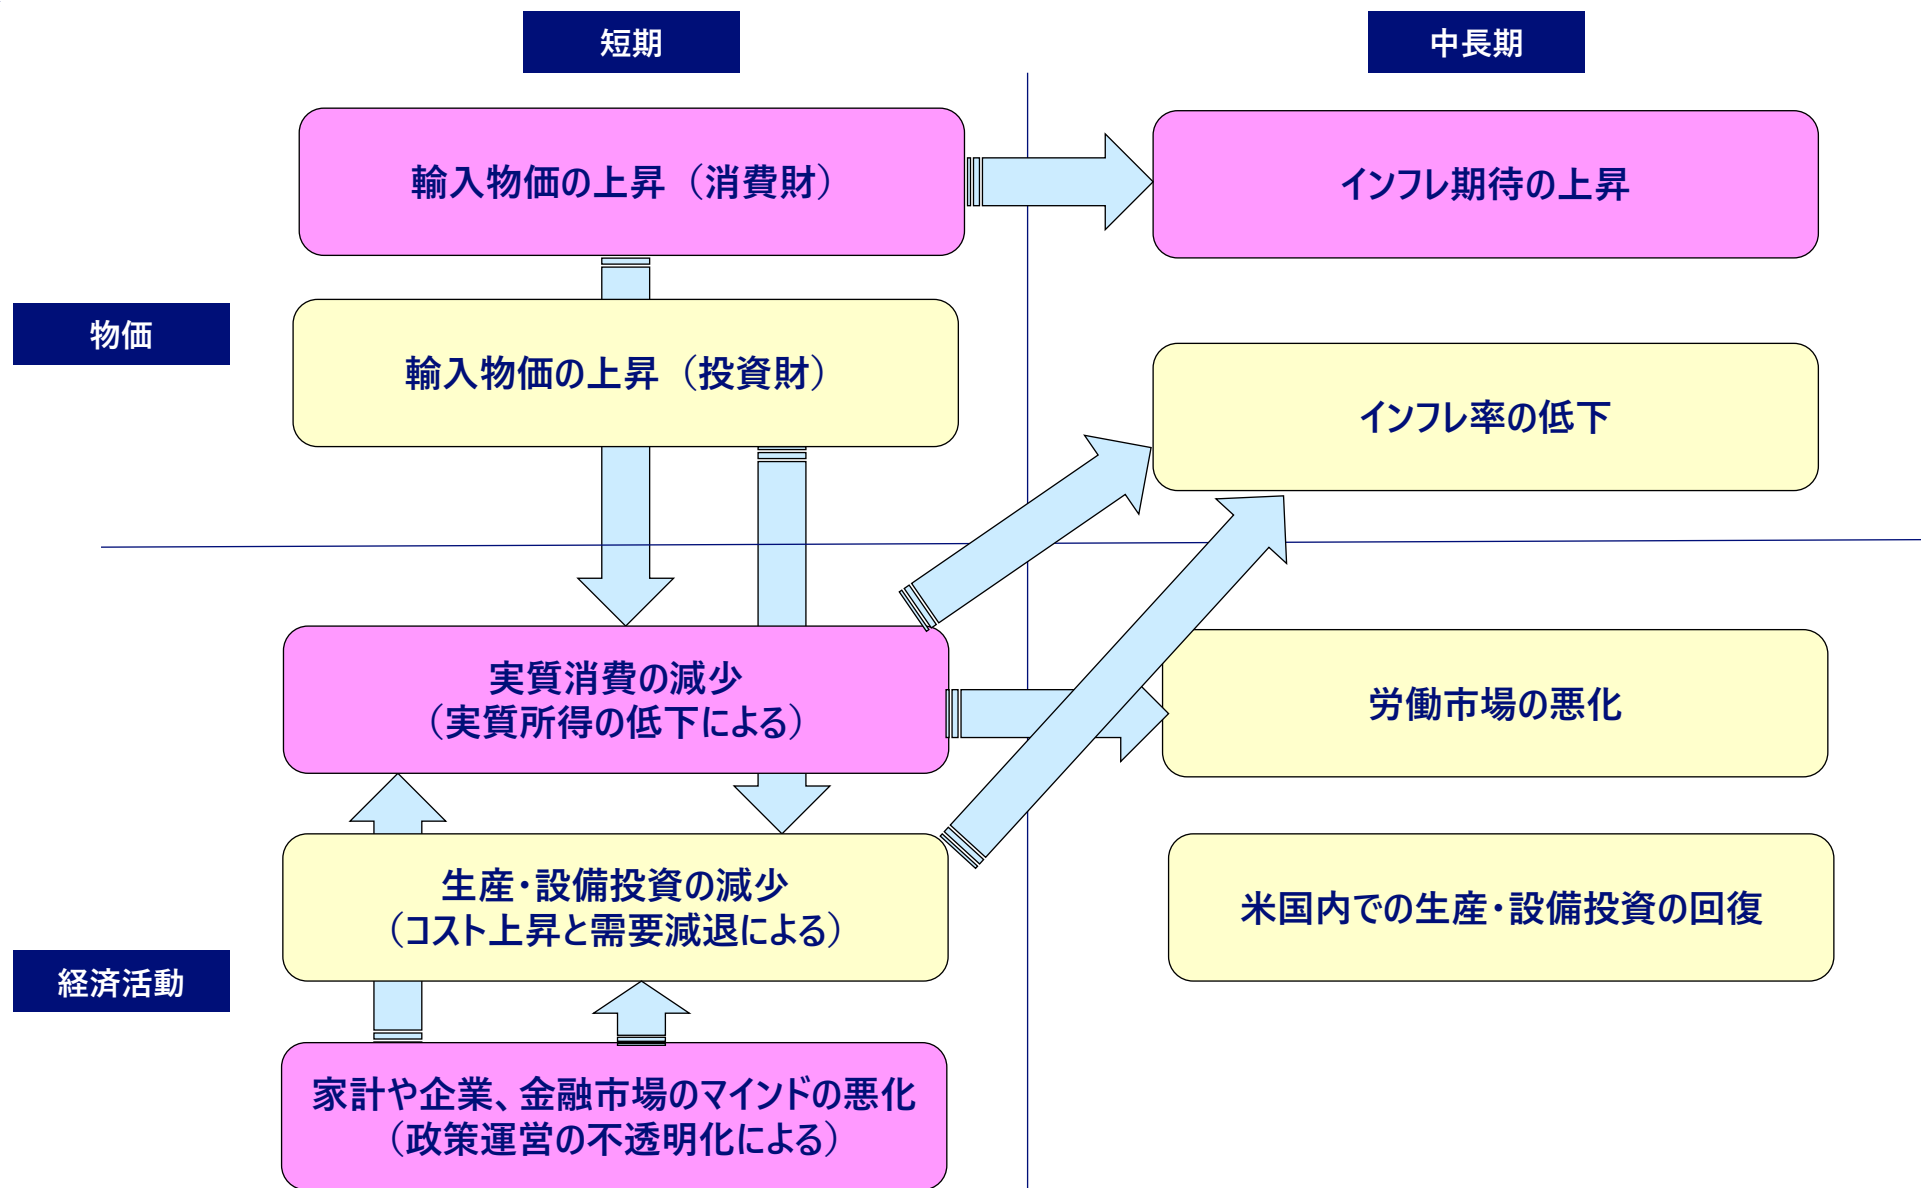 短期
中長期
輸入物価の上昇（消費財）
インフレ期待の上昇
物価
輸入物価の上昇（投資財）
インフレ率の低下
実質消費の減少
（実質所得の低下による）
労働市場の悪化
生産・設備投資の減少
（コスト上昇と需要減退による）
米国内での生産・設備投資の回復
経済活動
家計や企業、金融市場のマインドの悪化
（政策運営の不透明化による）